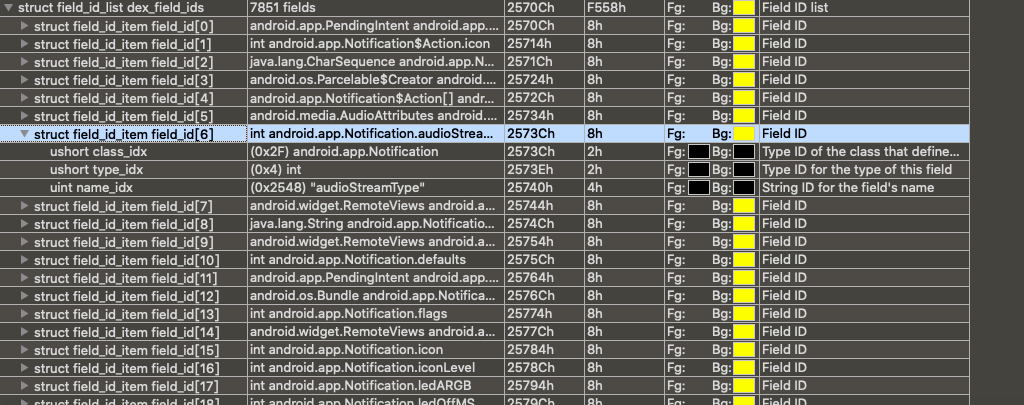 struct field_id_list dex_field_ids 7851 fields 2570Ch F558h Fg: Bg: Field ID list
struct field_id_item field_id[0] android.app.PendingIntent android.app.... 2570Ch 8h Fg: Bg: Field ID
struct field_id_item field_id[1] int android.app.Notification$Action.icon 25714h 8h Fg: Bg: Field ID
struct field_id_item field_id[2] java.lang.CharSequence android.app.N... 2571Ch 8h Fg: Bg: Field ID
struct field_id_item field_id[3] android.os.Parcelable$Creator android.... 25724h 8h Fg: Bg: Field ID
struct field_id_item field_id[4] android.app.Notification$Action[] andr... 2572Ch 8h Fg: Bg: Field ID
struct field_id_item field_id[5] android.media.AudioAttributes android.... 25734h 8h Fg: Bg: Field ID
struct field_id_item field_id[6] int android.app.Notification.audioStrea... 2573Ch 8h Fg: Bg: Field ID
ushort class_idx (0x2F) android.app.Notification 2573Ch 2h Fg: Bg: Type ID of the class that define...
ushort type_idx (0x4) int 2573Eh 2h Fg: Bg: Type ID for the type of this field
uint name_idx (0x2548) "audioStreamType" 25740h 4h Fg: Bg: String ID for the field's name
struct field_id_item field_id[7] android.widget.RemoteViews android.a... 25744h 8h Fg: Bg: Field ID
struct field_id_item field_id[8] java.lang.String android.app.Notificatio... 2574Ch 8h Fg: Bg: Field ID
struct field_id_item field_id[9] android.widget.RemoteViews android.a... 25754h 8h Fg: Bg: Field ID
struct field_id_item field_id[10] int android.app.Notification.defaults 2575Ch 8h Fg: Bg: Field ID
struct field_id_item field_id[11] android.app.PendingIntent android.app.... 25764h 8h Fg: Bg: Field ID
struct field_id_item field_id[12] android.os.Bundle android.app.Notifica... 2576Ch 8h Fg: Bg: Field ID
struct field_id_item field_id[13] int android.app.Notification.flags 25774h 8h Fg: Bg: Field ID
struct field_id_item field_id[14] android.widget.RemoteViews android.a... 2577Ch 8h Fg: Bg: Field ID
struct field_id_item field_id[15] int android.app.Notification.icon 25784h 8h Fg: Bg: Field ID
struct field_id_item field_id[16] int android.app.Notification.iconLevel 2578Ch 8h Fg: Bg: Field ID
struct field_id_item field_id[17] int android.app.Notification.ledARGB 25794h 8h Fg: Bg: Field ID
struct field_id_item field_id[18] int android.app.Notification.ledOffMS 2579Ch 8h Fg: Bg: Field ID